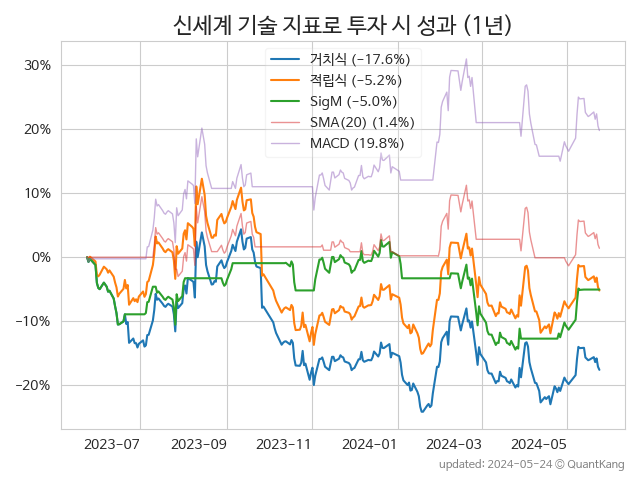 신세계 기술 지표로 투자 시 성과 (1년)
거치식 (−17.6%)
적립식 (−5.2%)
SigM (−5.0%)
SMA(20) (1.4%)
MACD (19.8%)
30%
20%
10%
0%
−10%
−20%
2023-07
2023-09
2023-11
2024-01
2024-03
2024-05
updated: 2024-05-24 © QuantKang